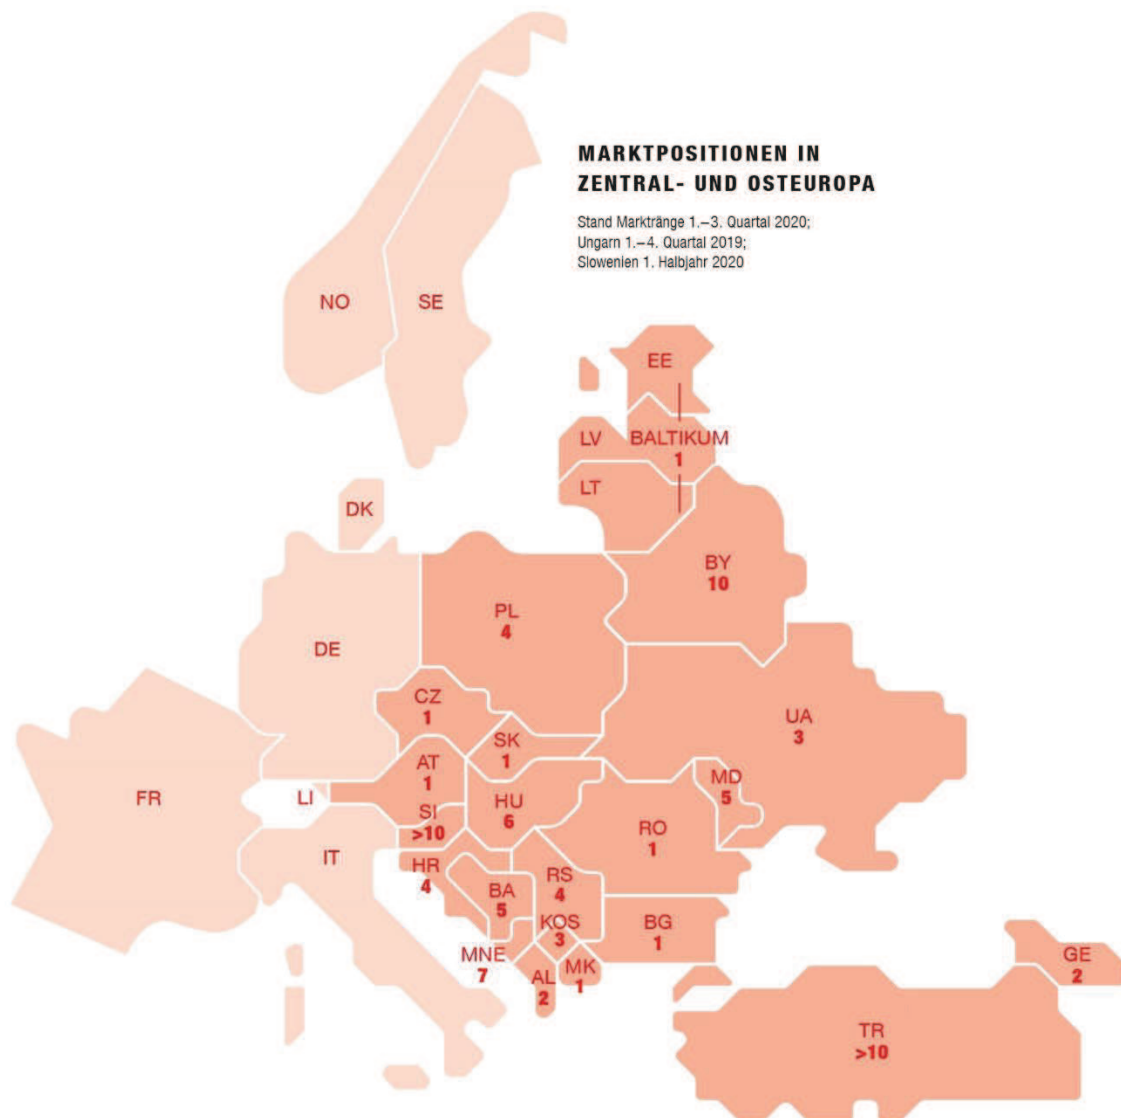 MARKTPOSITIONEN IN
ZENTRAL- UND OSTEUROPA
Stand Marktränge 1.–3. Quartal 2020;
Ungarn 1.–4. Quartal 2019;
Slowenien 1. Halbjahr 2020
NO
SE
EE
LV
BALTIKUM
1
LT
DK
BY
10
PL
4
DE
CZ
1
UA
3
SK
1
AT
1
MD
5
FR
LI
HU
6
SI
>10
RO
1
IT
HR
4
RS
4
BA
5
KOS
3
BG
1
MNE
7
MK
1
AL
2
GE
2
TR
>10